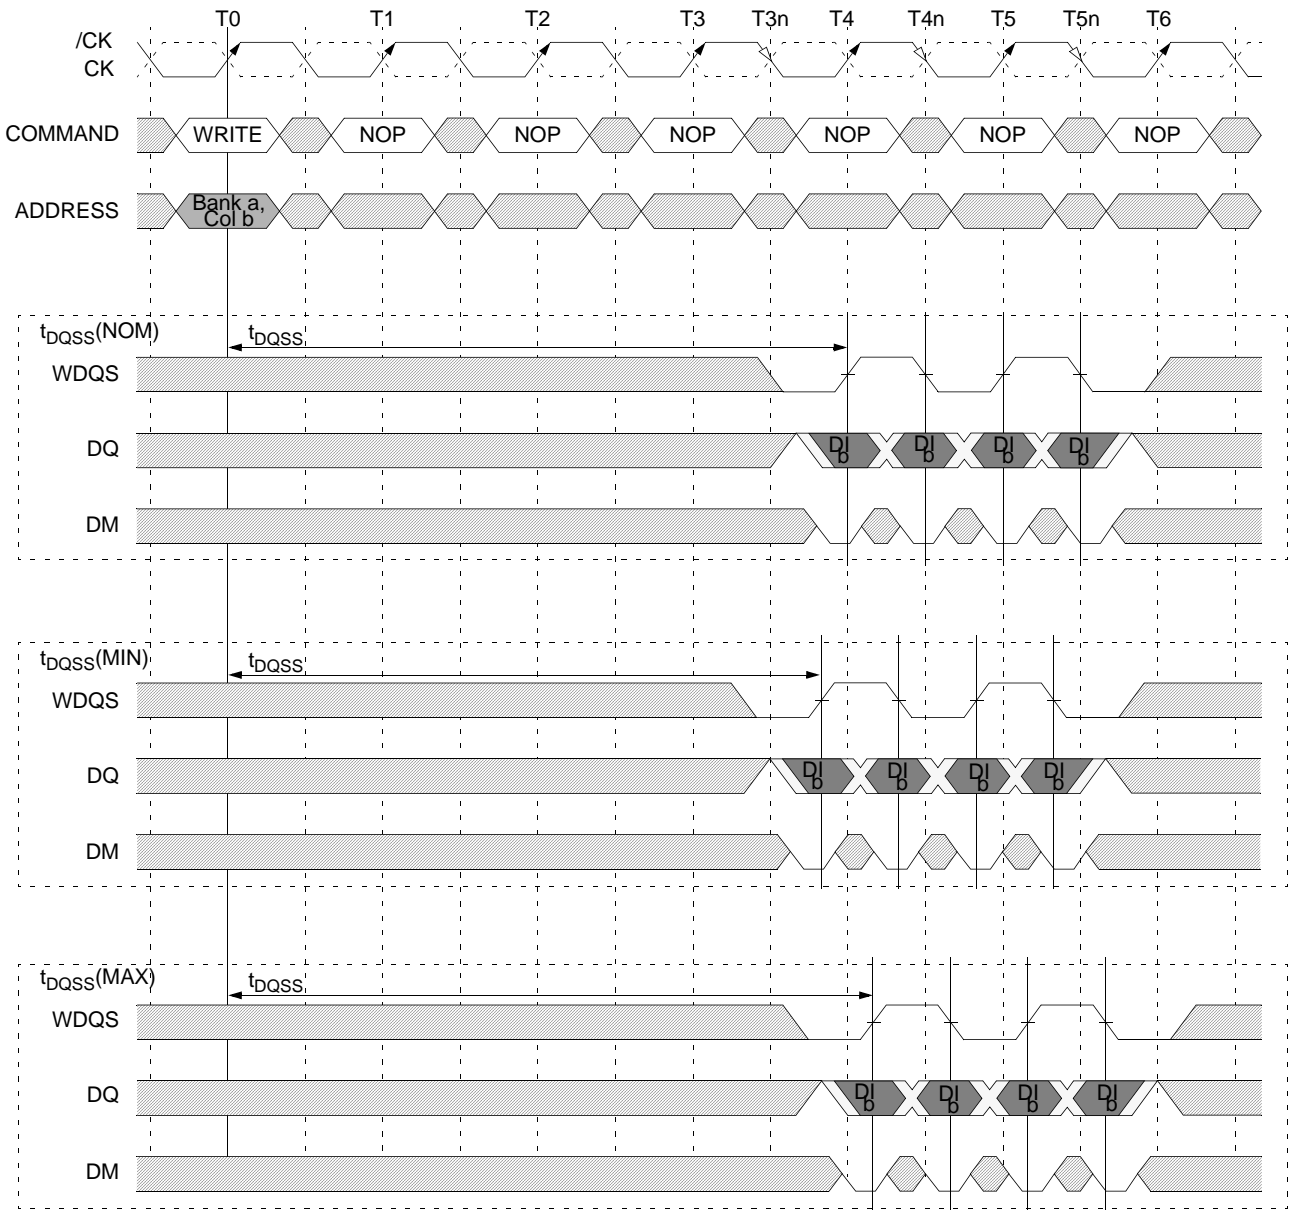 T0 T1 T2 T3 T3n T4 T4n T5 T5n T6
/CK
CK
COMMAND WRITE NOP NOP NOP NOP NOP NOP
ADDRESS Bank a,
Col b
tDQSS(NOM) tDQSS
WDQS
DQ DI b DI b DI b DI b
DM
tDQSS(MIN) tDQSS
WDQS
DQ DI b DI b DI b DI b
DM
tDQSS(MAX) tDQSS
WDQS
DQ DI b DI b DI b DI b
DM